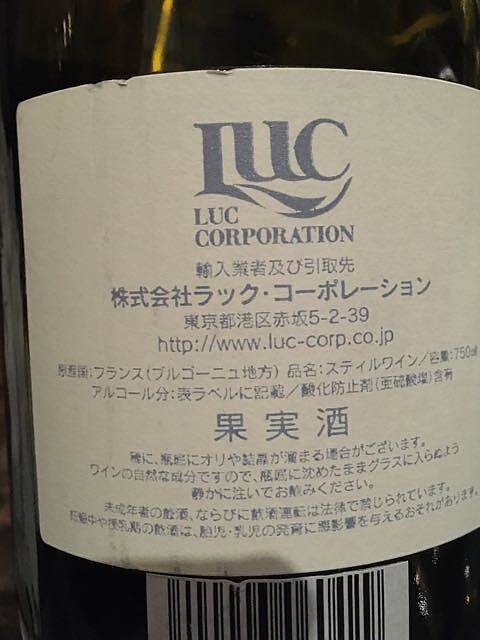 LUC
LUC
CORPORATION
輸入業者及び引取先
株式会社ラック・コーポレーション
東京都港区赤坂5-2-39
http://www.luc-corp.co.jp
原産国:フランス(ブルゴーニュ地方) 品名:スティルワイン/容量:750ml
アルコール分:表ラベルに記載/酸化防止剤(亜硫酸塩)含有
果実酒
稀に、瓶底にオリや結晶が溜まる場合がございます。
ワインの自然な成分ですので、瓶底に沈めたままグラスに入らぬよう
静かに注いでお飲みください。
未成年者の飲酒、ならびに飲酒運転は法律で禁じられています。
妊娠中や授乳期の飲酒は、胎児・乳児の発育に悪影響を与えるおそれがあります。